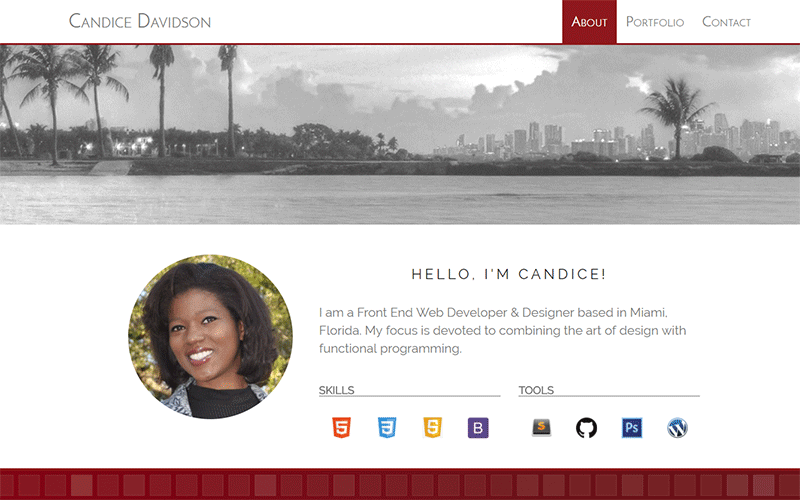 Candice Davidson
About Portfolio Contact
HELLO, I'M CANDICE!
I am a Front End Web Developer & Designer based in Miami,
Florida. My focus is devoted to combining the art of design with
functional programming.
SKILLS
TOOLS
5 3 5 B S Ps W